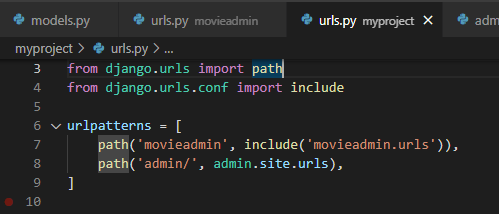 models.py urls.py movieadmin urls.py myproject adm
myproject > urls.py > ...
3 from django.urls import path
4 from django.urls.conf import include
5
6 urlpatterns = [
7 path('movieadmin', include('movieadmin.urls')),
8 path('admin/', admin.site.urls),
9 ]
10